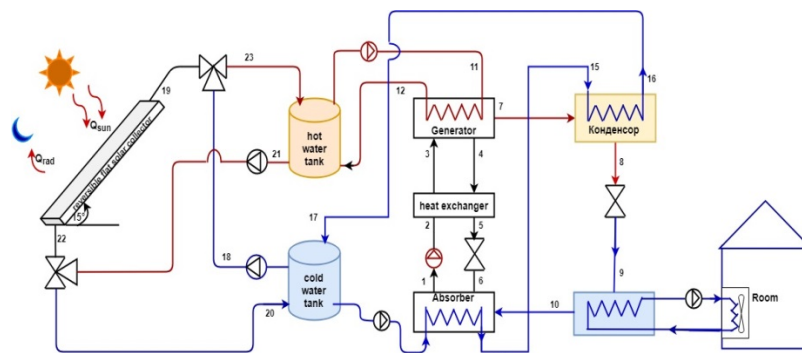 23
11
15
16
19
12
Q sun
hot
water
tank
Generator
7
Конденсор
Q rad
reversible flat solar collector
21
3
4
8
15°
heat exchanger
17
2
5
22
18
cold
water
tank
1
6
9
Absorber
10
Room
20